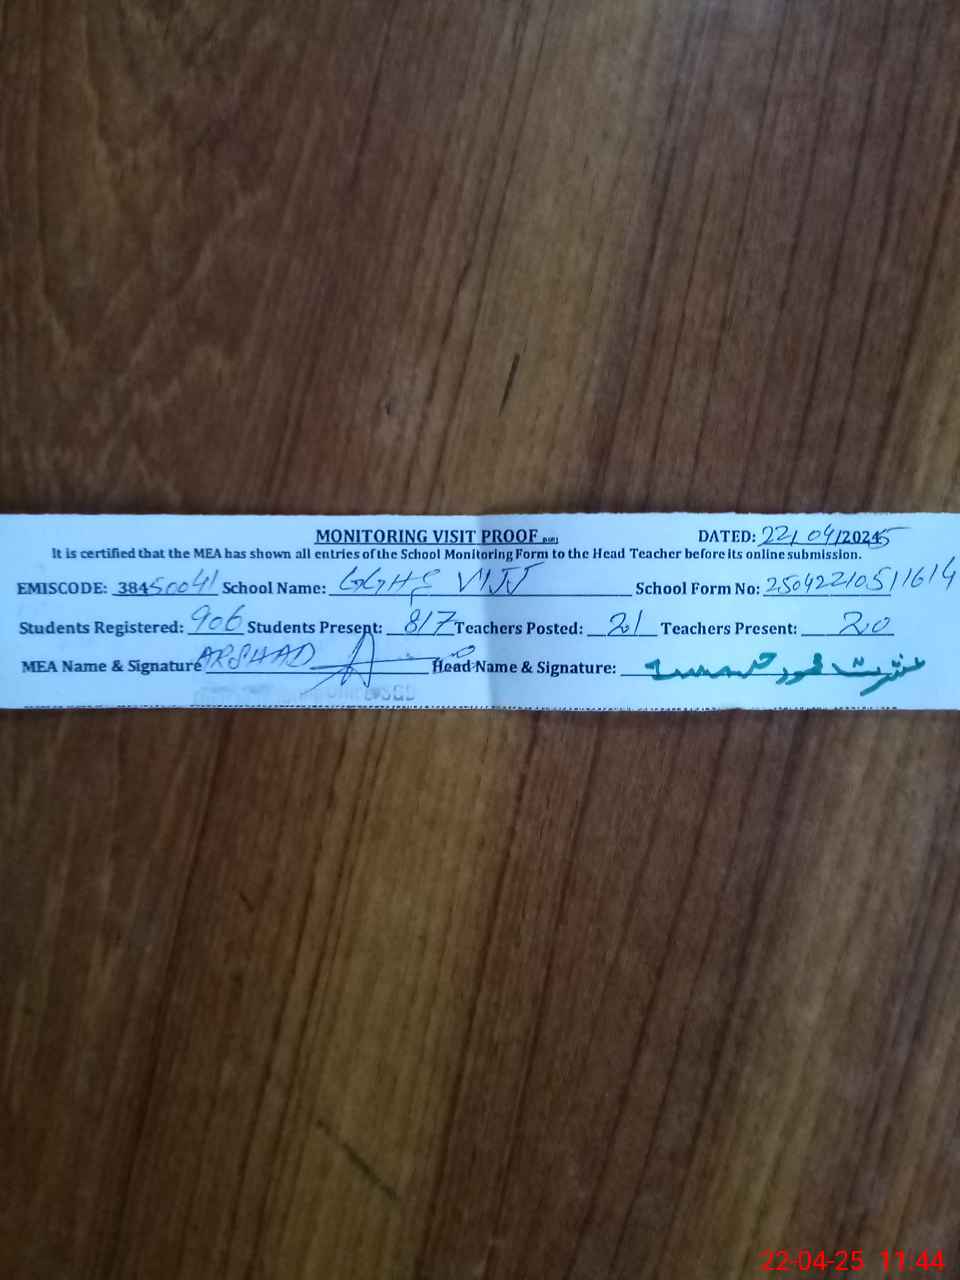 MONITORING VISIT PROOF DATED: 22/04/2025
It is certified that the MEA has shown all entries of the School Monitoring Form to the Head Teacher before its online submission.
EMISCODE: 38450041 School Name: GGHS VIJJ School Form No: 2504221051 1614
Students Registered: 906 Students Present: 817 Teachers Posted: 21 Teachers Present: 20
MEA Name & Signature ARSHAD Head Name & Signature:
22-04-25 11:44